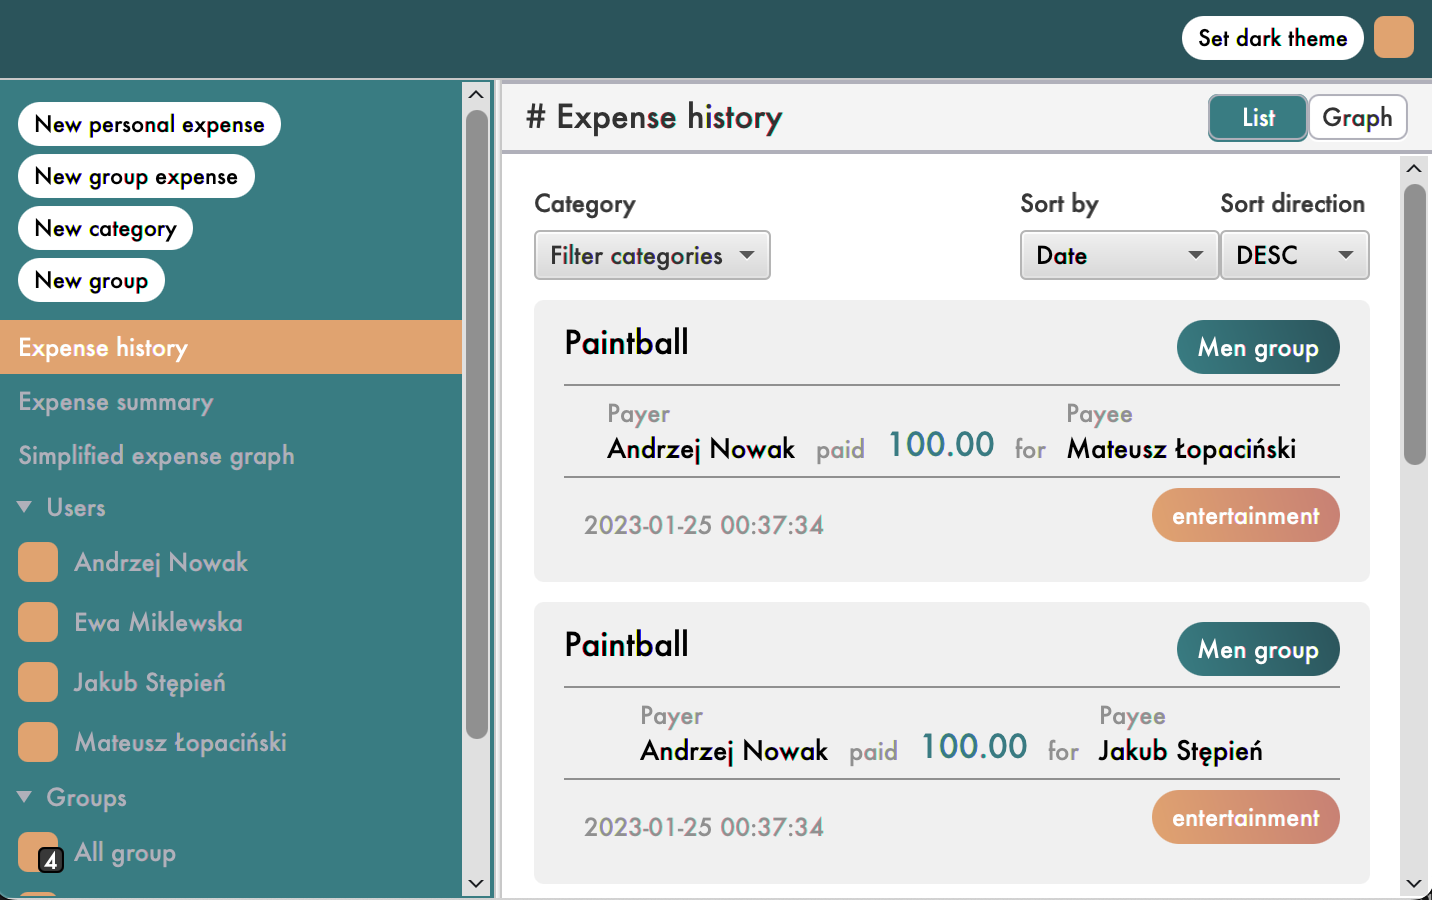 Set dark theme
New personal expense
New group expense
New category
New group
Expense history
Expense summary
Simplified expense graph
Users
Andrzej Nowak
Ewa Miklewska
Jakub Stępień
Mateusz Łopaciński
Groups
4
All group
# Expense history
List
Graph
Category
Sort by
Sort direction
Filter categories
Date
DESC
Paintball
Men group
Payer
Payee
Andrzej Nowak paid 100.00 for Mateusz Łopaciński
2023-01-25 00:37:34
entertainment
Paintball
Men group
Payer
Payee
Andrzej Nowak paid 100.00 for Jakub Stępień
2023-01-25 00:37:34
entertainment